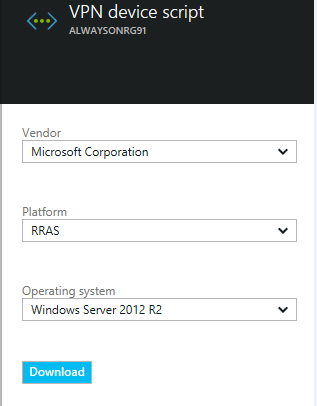 VPN device script
ALWAYSONRG91
Vendor
Microsoft Corporation
Platform
RRAS
Operating system
Windows Server 2012 R2
Download